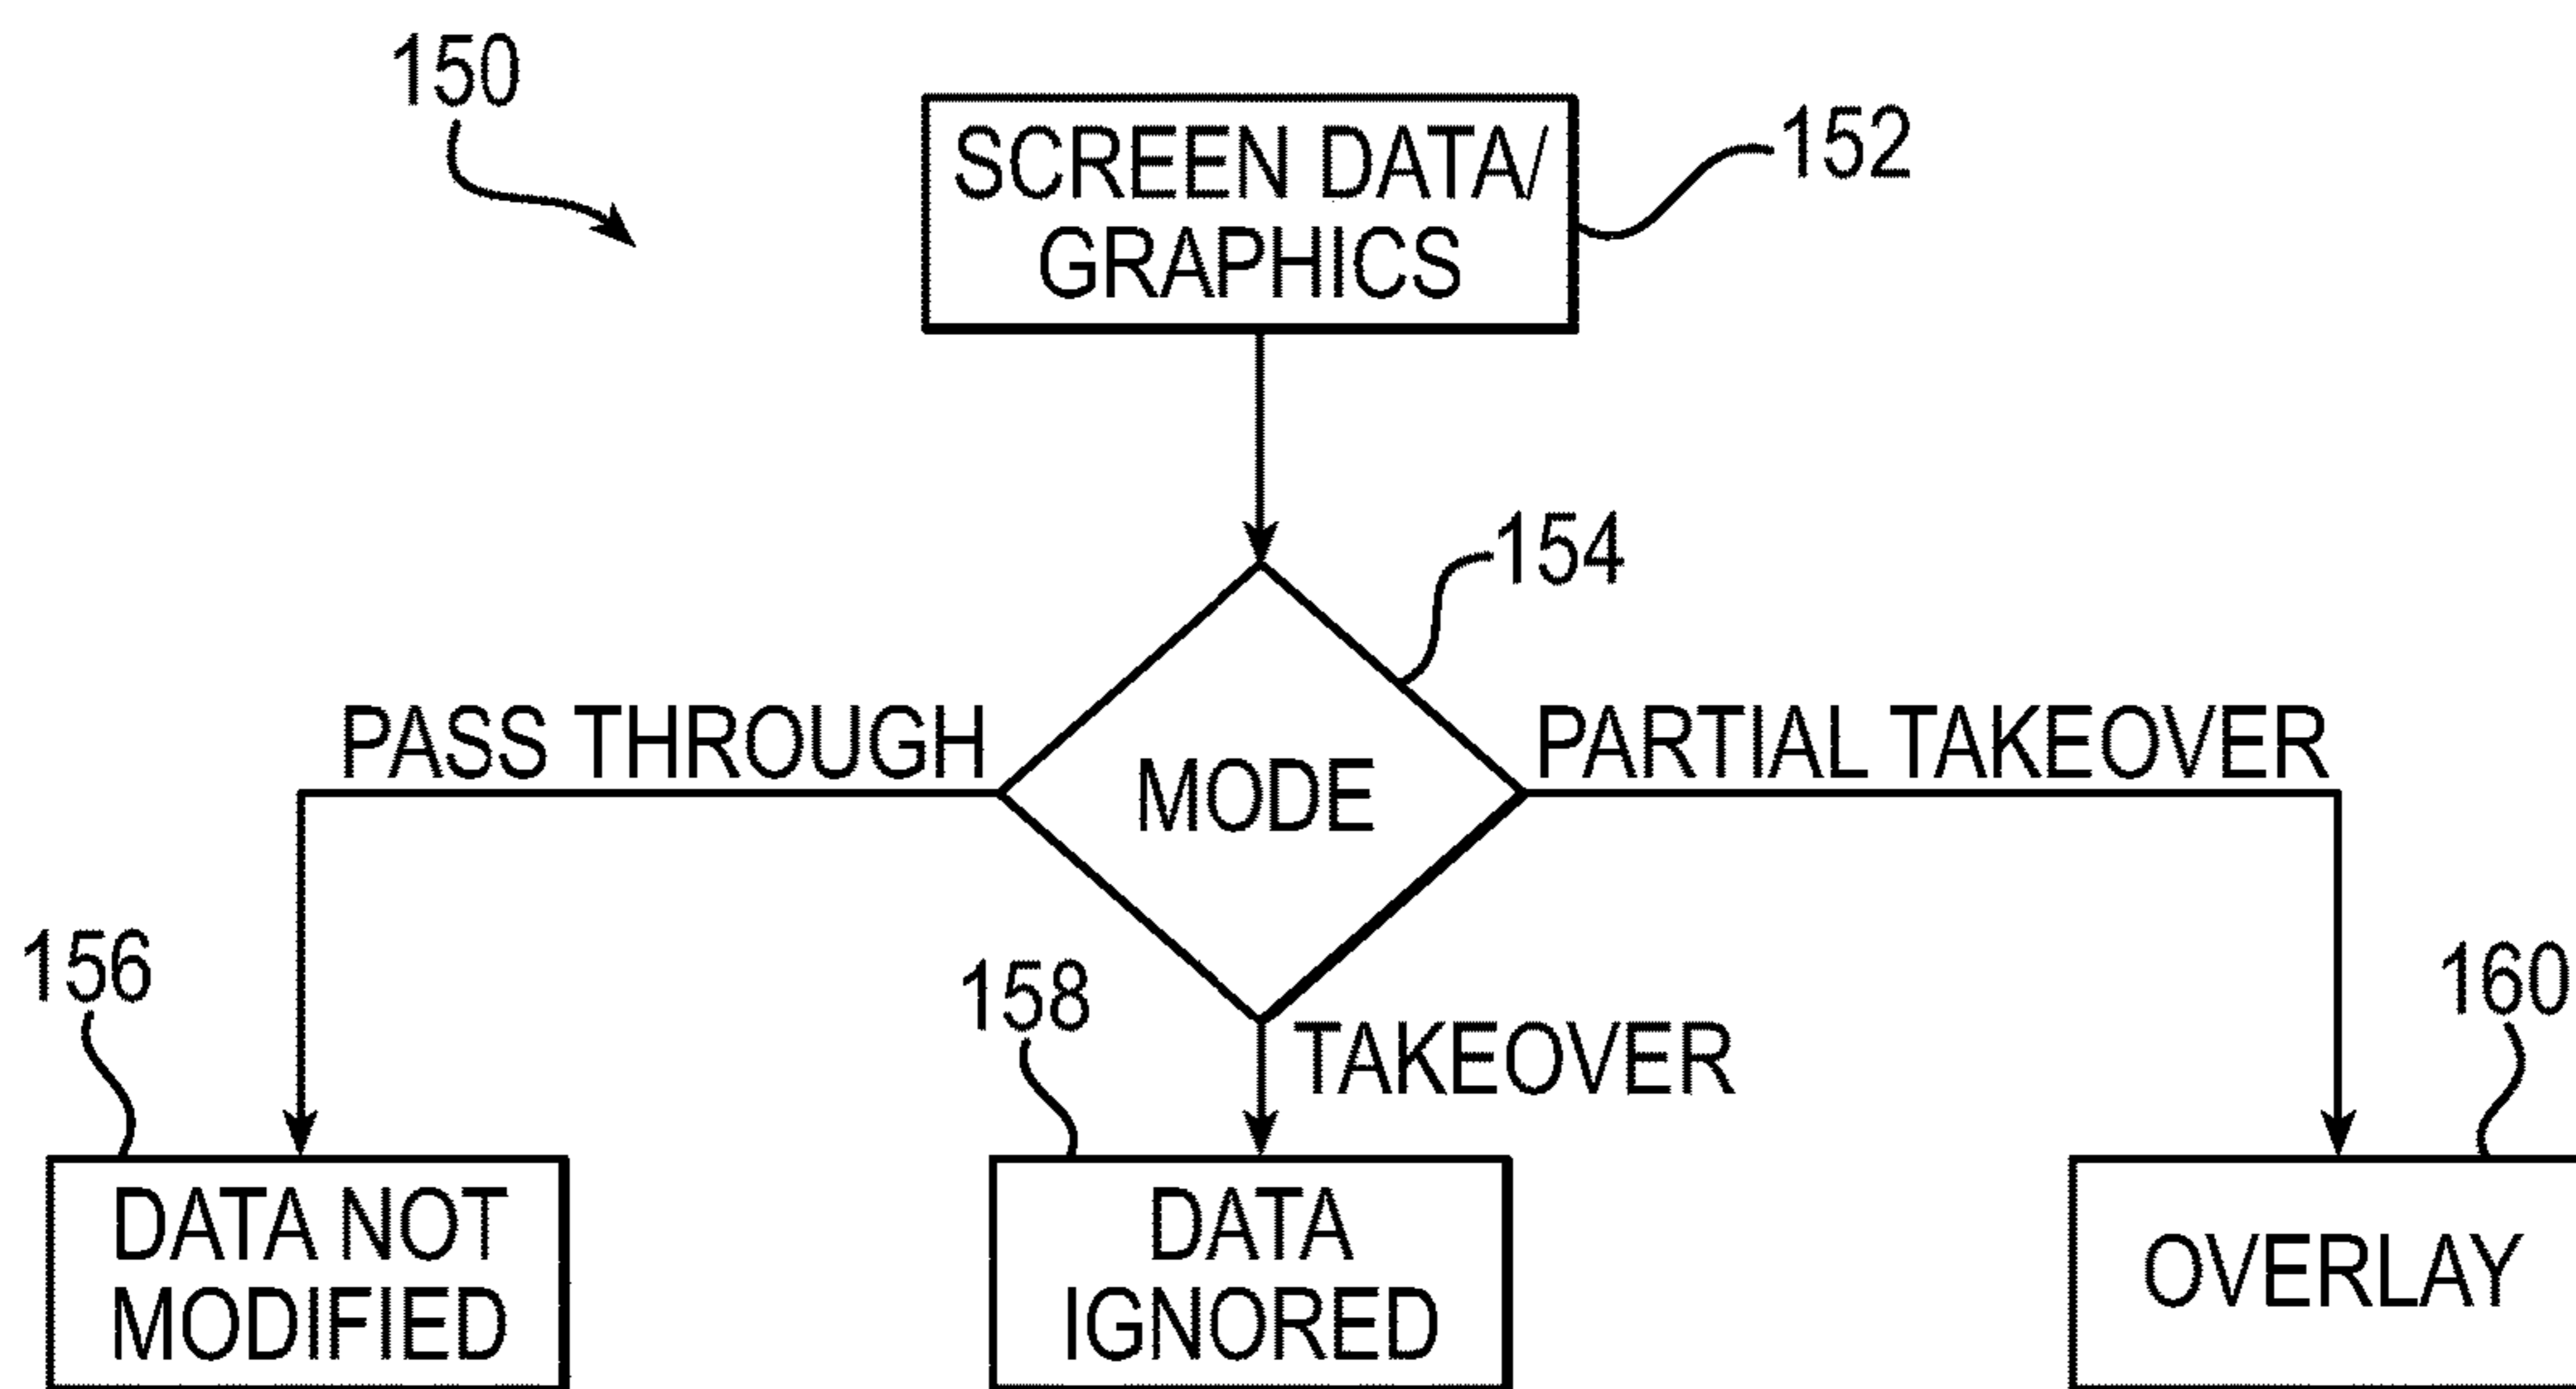 150
SCREEN DATA/
GRAPHICS
152
154
PASS THROUGH
MODE
PARTIAL TAKEOVER
156
158
TAKEOVER
160
DATA NOT
MODIFIED
DATA
IGNORED
OVERLAY